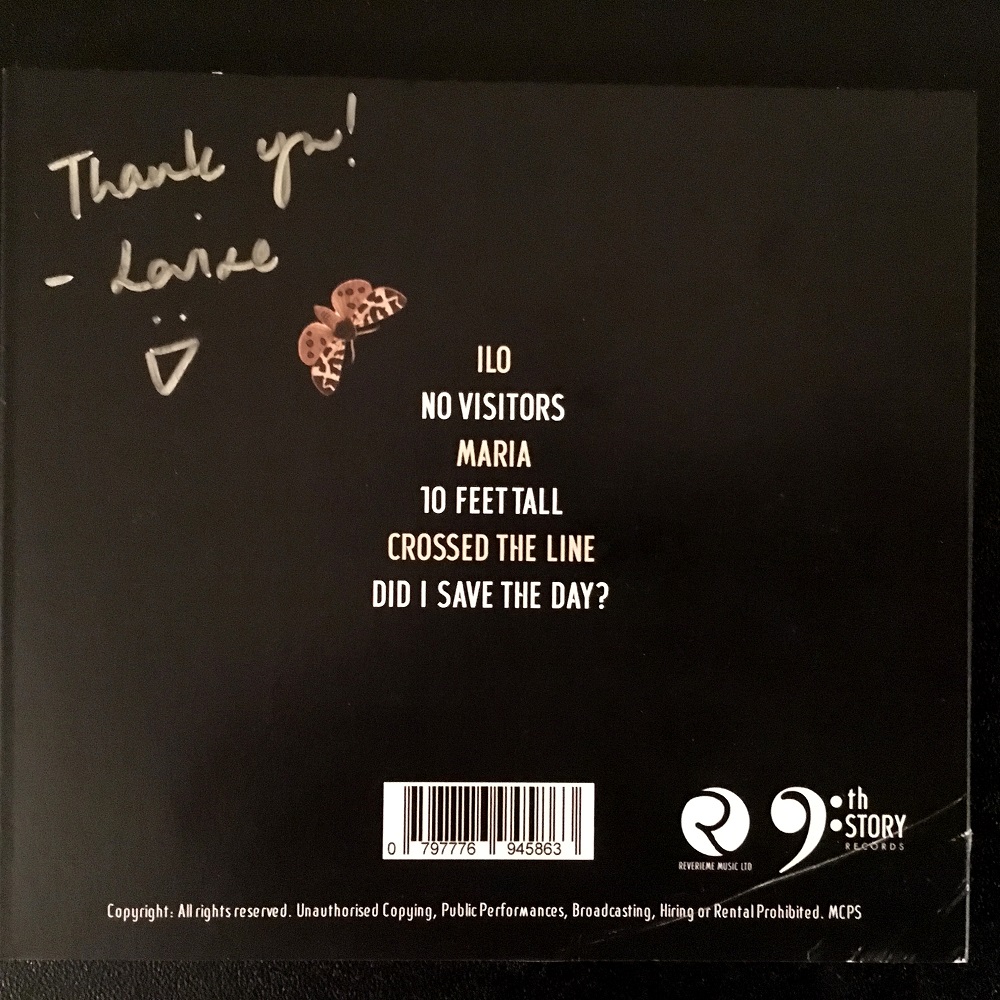 Thank you!
- Louise
ILO
NO VISITORS
MARIA
10 FEET TALL
CROSSED THE LINE
DID I SAVE THE DAY?
0 797776 945863
REVERIEME MUSIC LTD
9:th
STORY
RECORDS
Copyright: All rights reserved. Unauthorised Copying, Public Performances, Broadcasting, Hiring or Rental Prohibited. MCPS